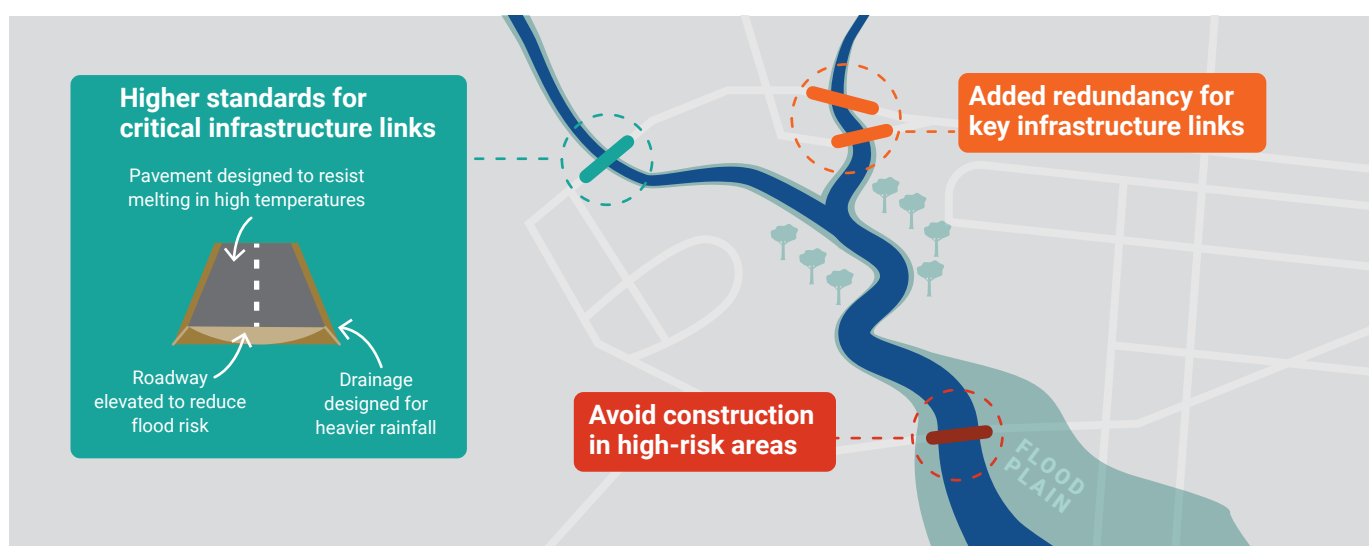 Higher standards for
critical infrastructure links
Pavement designed to resist
melting in high temperatures
Roadway
elevated to reduce
flood risk
Drainage
designed for
heavier rainfall
Added redundancy for
key infrastructure links
Avoid construction
in high-risk areas
FLOOD
PLAIN